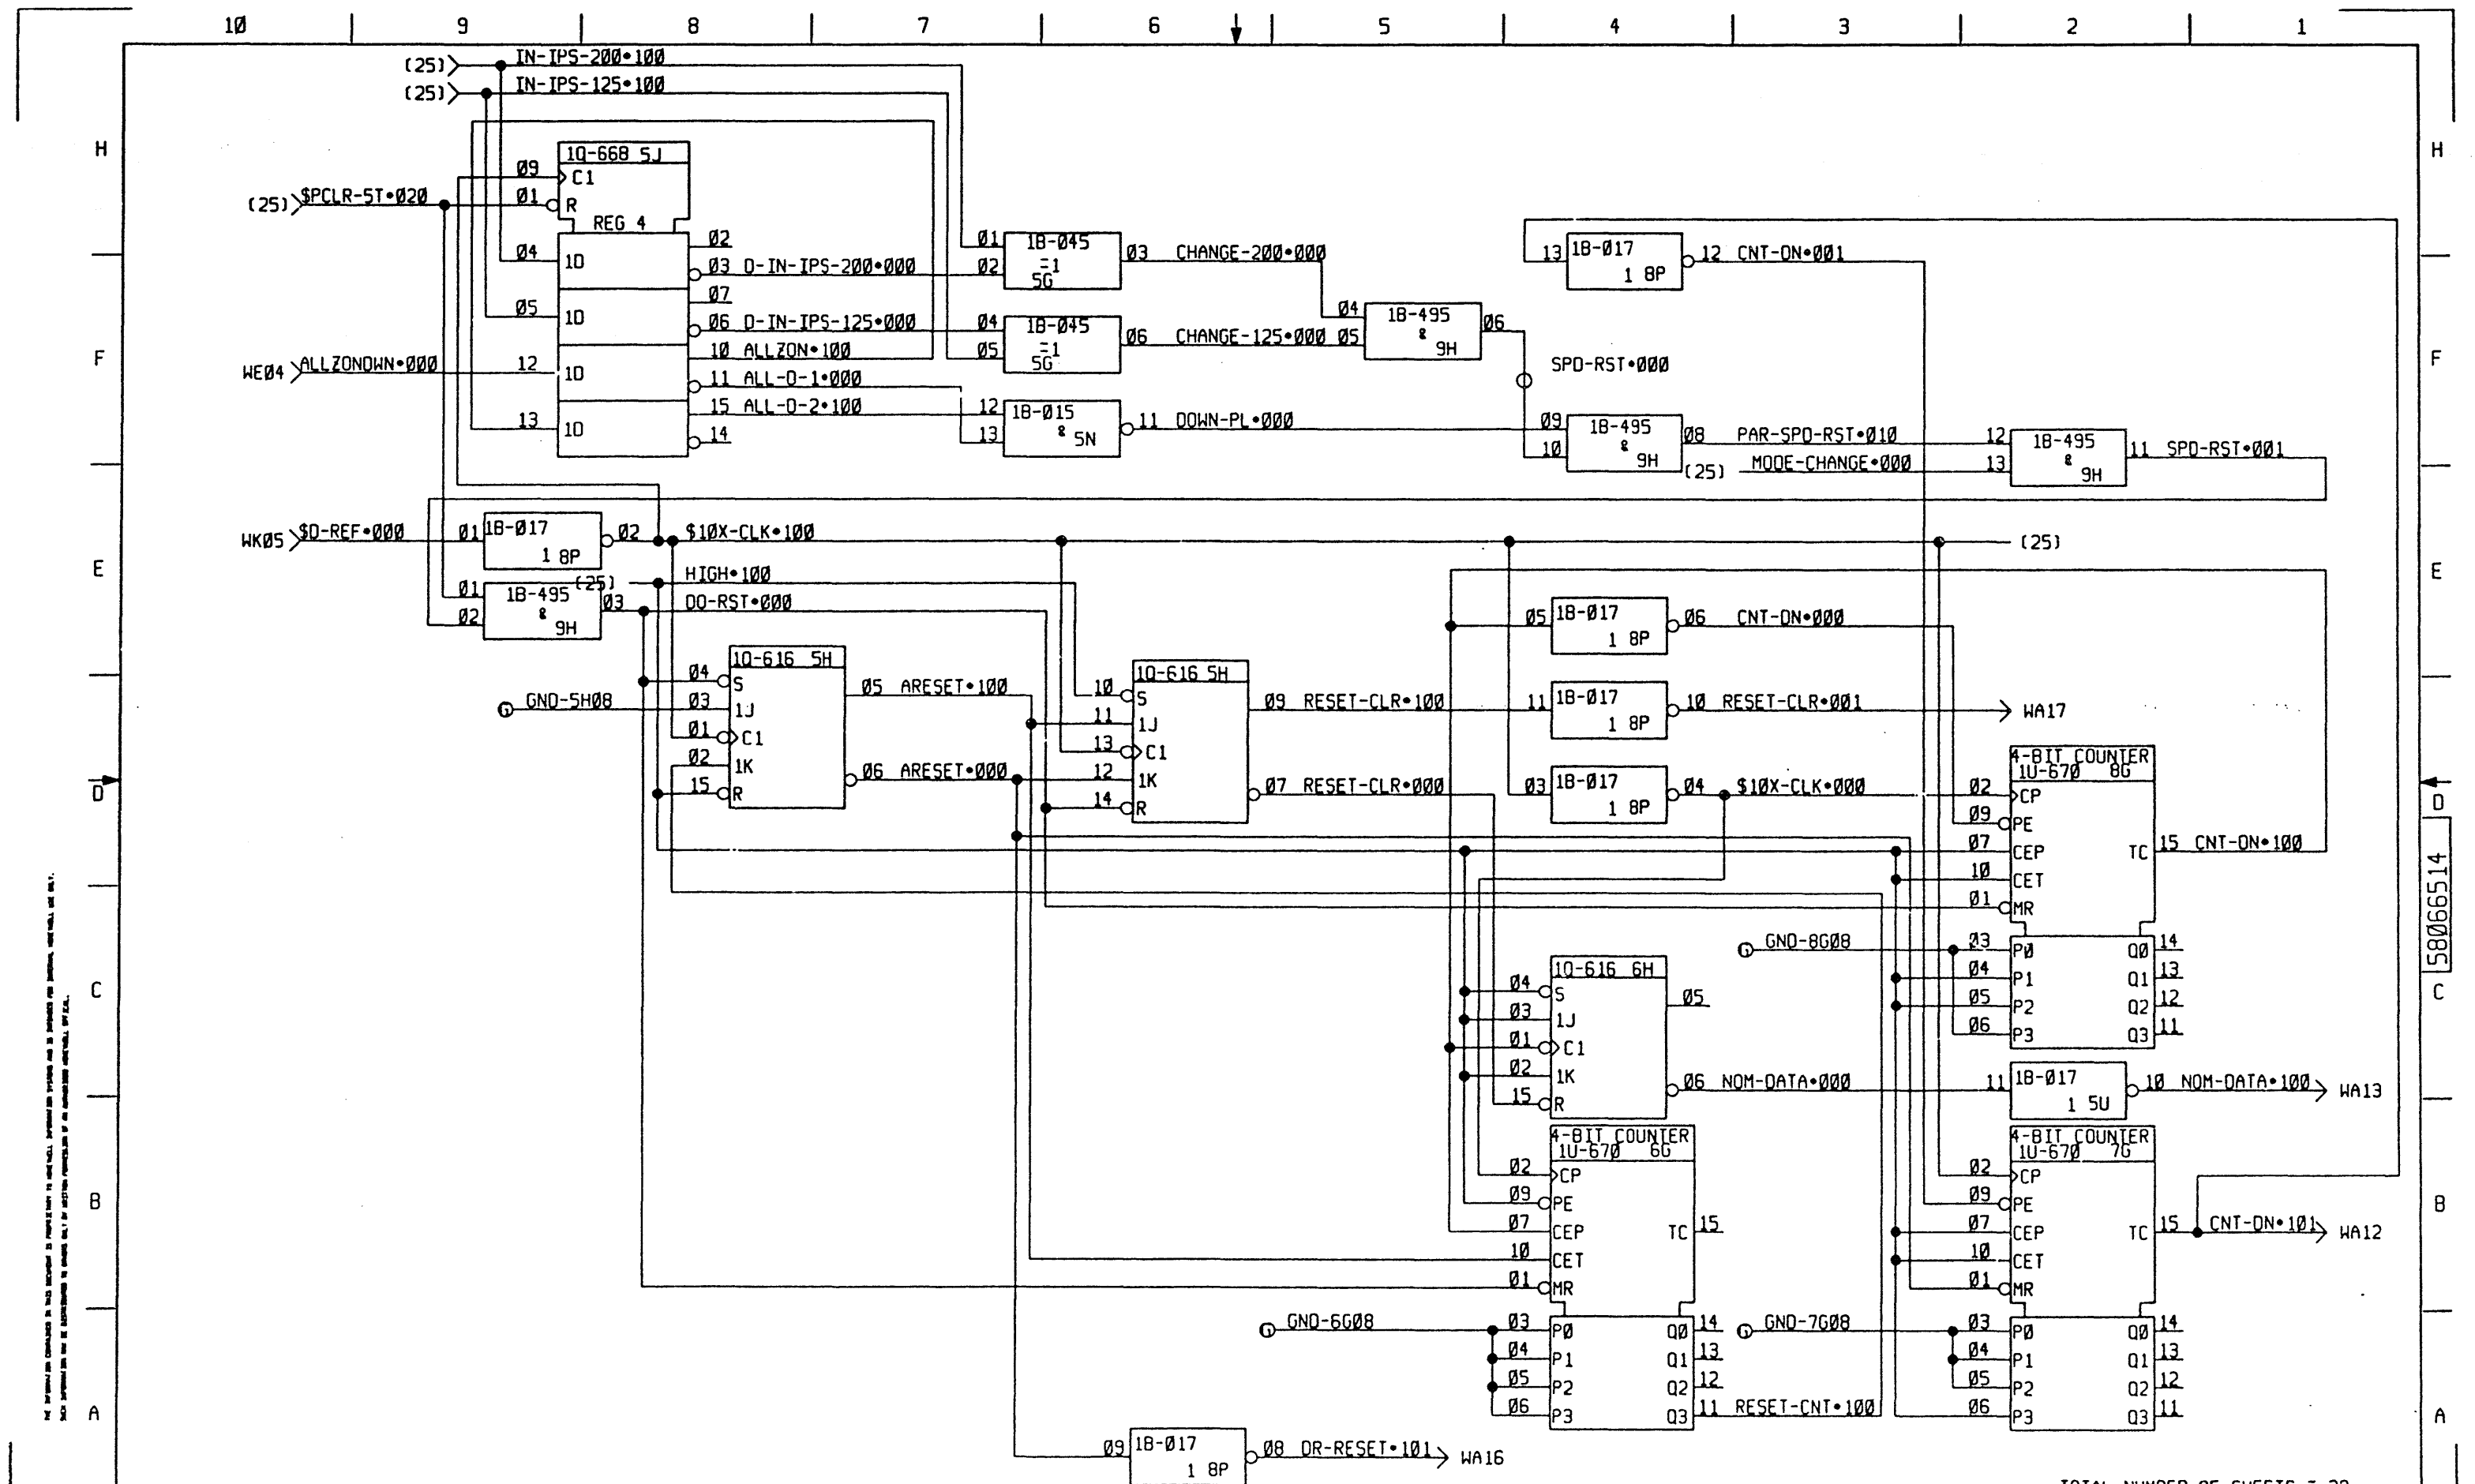 10 9 8 7 6 5 4 3 2 1
H H
F F
E E
D D
C C
B B
A A
(25) IN-IPS-200•100
(25) IN-IPS-125•100
1Q-668 5J
09 C1
(25) $PCLR-5T•020 01 R
REG 4
04 1D 02
03 D-IN-IPS-200•000
05 1D 07
06 D-IN-IPS-125•000
10 ALLZON•100
WE04 ALLZONDWN•000 12 1D
11 ALL-D-1•000
15 ALL-D-2•100
13 1D 14
01 02 1B-045 =1 5G 03 CHANGE-200•000
04 05 1B-045 =1 5G 06 CHANGE-125•000
12 13 1B-015 & 5N 11 DOWN-PL•000
04 05 1B-495 & 9H 06
SPD-RST•000
13 1B-017 1 8P 12 CNT-DN•001
09 10 1B-495 & 9H 08 PAR-SPD-RST•010
(25) MODE-CHANGE•000
12 13 1B-495 & 9H 11 SPD-RST•001
WK05 $D-REF•000 01 1B-017 1 8P 02 $10X-CLK•100 (25)
(25) HIGH•100
01 02 1B-495 & 9H 03 DO-RST•000
05 1B-017 1 8P 06 CNT-DN•000
1Q-616 5H
04 S
GND-5H08 03 1J
01 C1
02 1K
15 R
05 ARESET•100
06 ARESET•000
1Q-616 5H
10 S
11 1J
13 C1
12 1K
14 R
09 RESET-CLR•100
07 RESET-CLR•000
11 1B-017 1 8P 10 RESET-CLR•001 WA17
03 1B-017 1 8P 04 $10X-CLK•000
4-BIT COUNTER
1U-670 8G
02 CP
09 PE
07 CEP TC 15 CNT-DN•100
10 CET
01 MR
GND-8G08 03 P0 Q0 14
04 P1 Q1 13
05 P2 Q2 12
06 P3 Q3 11
58066514
1Q-616 6H
04 S 05
03 1J
01 C1
02 1K
15 R
06 NOM-DATA•000
11 1B-017 1 5U 10 NOM-DATA•100 WA13
4-BIT COUNTER
1U-670 6G
02 CP
09 PE
07 CEP TC 15
10 CET
01 MR
GND-6G08 03 P0 Q0 14
04 P1 Q1 13
05 P2 Q2 12
06 P3 Q3 11 RESET-CNT•100
4-BIT COUNTER
1U-670 7G
02 CP
09 PE
07 CEP TC 15 CNT-DN•101 WA12
10 CET
01 MR
GND-7G08 03 P0 Q0 14
04 P1 Q1 13
05 P2 Q2 12
06 P3 Q3 11
09 1B-017 1 8P 08 DR-RESET•101 WA16